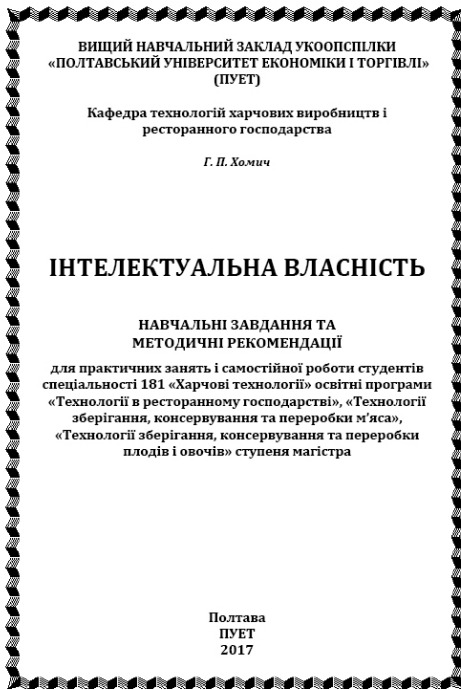 ВИЩИЙ НАВЧАЛЬНИЙ ЗАКЛАД УКООПСПІЛКИ
«ПОЛТАВСЬКИЙ УНІВЕРСИТЕТ ЕКОНОМІКИ І ТОРГІВЛІ»
(ПУЕТ)
Кафедра технологій харчових виробництв і
ресторанного господарства
Г. П. Хомич
ІНТЕЛЕКТУАЛЬНА ВЛАСНІСТЬ
НАВЧАЛЬНІ ЗАВДАННЯ ТА
МЕТОДИЧНІ РЕКОМЕНДАЦІЇ
для практичних занять і самостійної роботи студентів
спеціальності 181 «Харчові технології» освітні програми
«Технології в ресторанному господарстві», «Технології
зберігання, консервування та переробки м’яса»,
«Технології зберігання, консервування та переробки
плодів і овочів» ступеня магістра
Полтава
ПУЕТ
2017